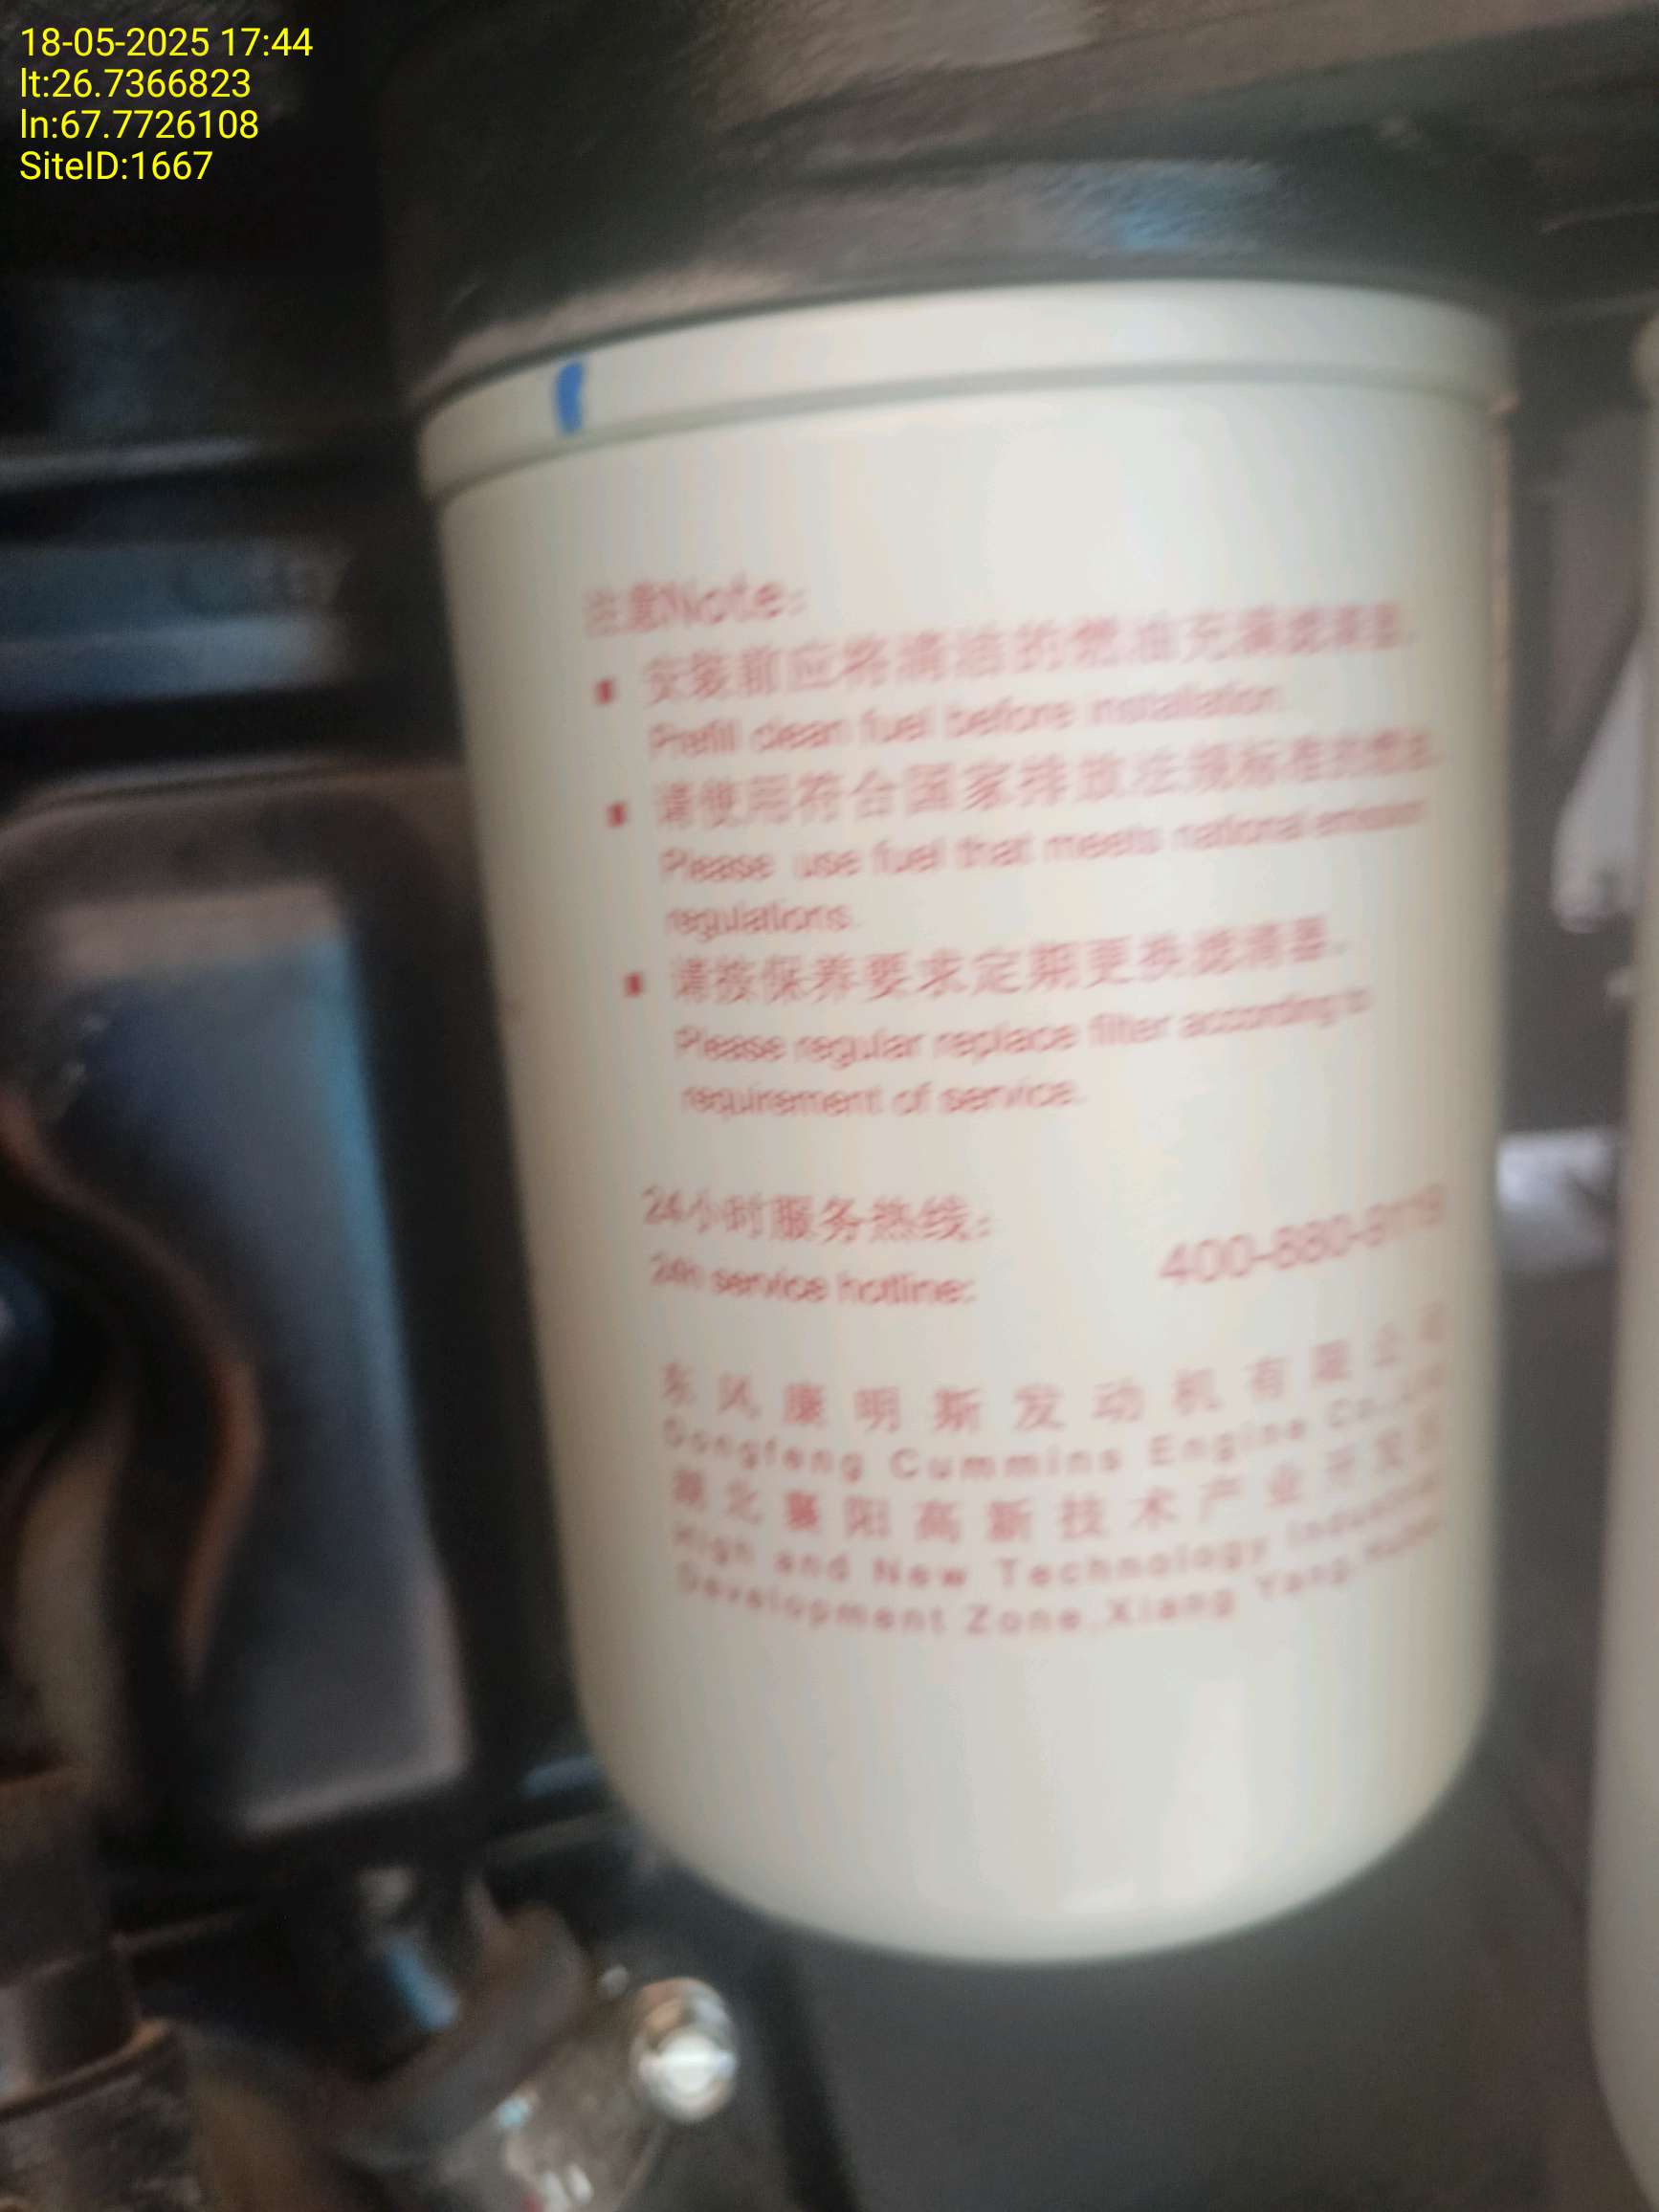 18-05-2025 17:44
lt:26.7366823
ln:67.7726108
SiteID:1667
注意Note:
安装前应将清洁的燃油充满滤清器.
Prefill clean fuel before installation.
请使用符合国家排放法规标准的燃油.
Please use fuel that meets national emission
regulations.
请按保养要求定期更换滤清器.
Please regular replace filter according to
requirement of service.
24小时服务热线:
24h service hotline:
400-880-
东风康明斯发动机有限公司
Dongfeng Cummins Engine Co.,Ltd
湖北襄阳高新技术产业开发区
High and New Technology Industrial
Development Zone,Xiang Yang,Hubei